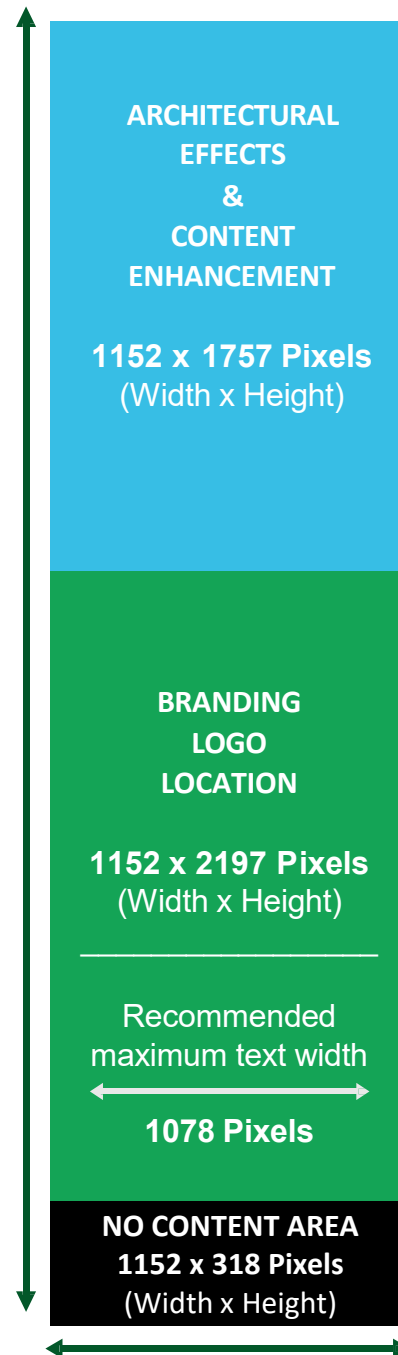 ARCHITECTURAL
EFFECTS
&
CONTENT
ENHANCEMENT
1152 x 1757 Pixels
(Width x Height)
BRANDING
LOGO
LOCATION
1152 x 2197 Pixels
(Width x Height)
Recommended
maximum text width
1078 Pixels
NO CONTENT AREA
1152 x 318 Pixels
(Width x Height)